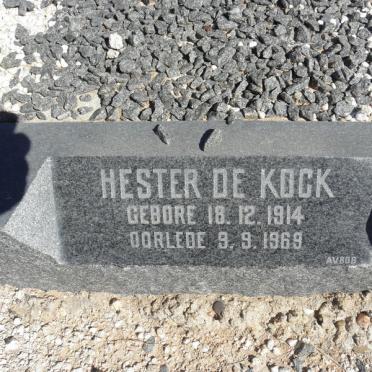 HESTER DE KOCK
GEBORE 18.12.1914
OORLEDE 9.9.1969
AVBOB